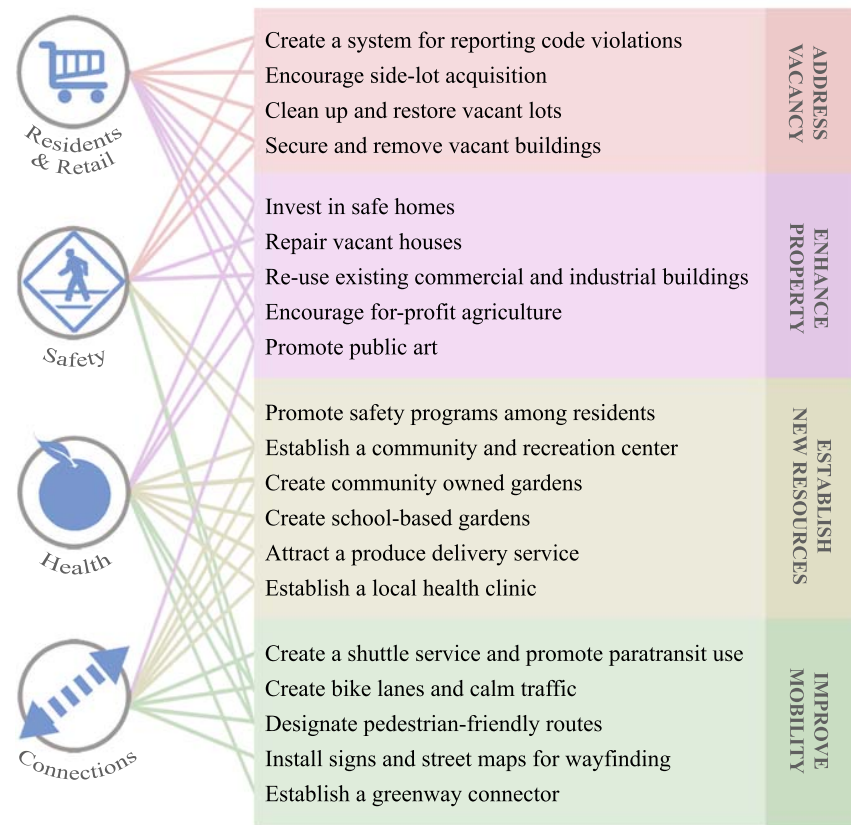 Residents
& Retail
Safety
Health
Connections
Create a system for reporting code violations
Encourage side-lot acquisition
Clean up and restore vacant lots
Secure and remove vacant buildings
ADDRESS
VACANCY
Invest in safe homes
Repair vacant houses
Re-use existing commercial and industrial buildings
Encourage for-profit agriculture
Promote public art
ENHANCE
PROPERTY
Promote safety programs among residents
Establish a community and recreation center
Create community owned gardens
Create school-based gardens
Attract a produce delivery service
Establish a local health clinic
ESTABLISH
NEW RESOURCES
Create a shuttle service and promote paratransit use
Create bike lanes and calm traffic
Designate pedestrian-friendly routes
Install signs and street maps for wayfinding
Establish a greenway connector
IMPROVE
MOBILITY